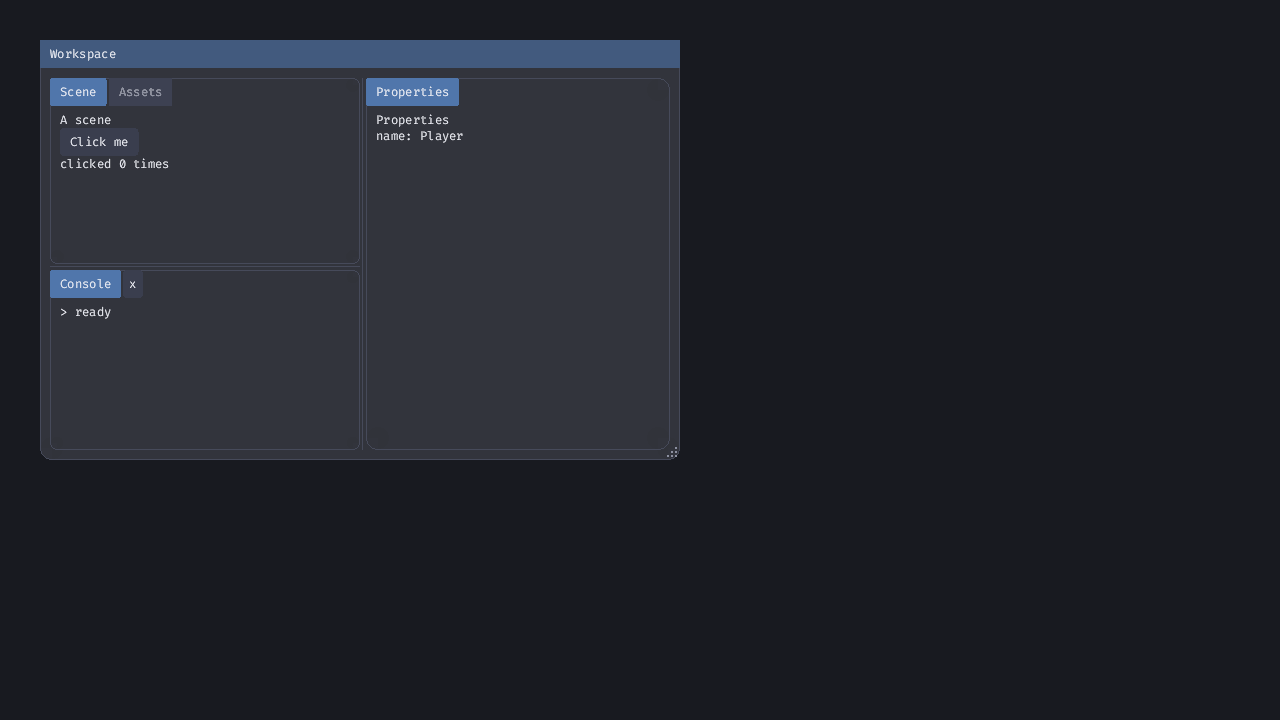 Workspace
Scene Assets
A scene
Click me
clicked 0 times
Console x
> ready
Properties
Properties
name: Player